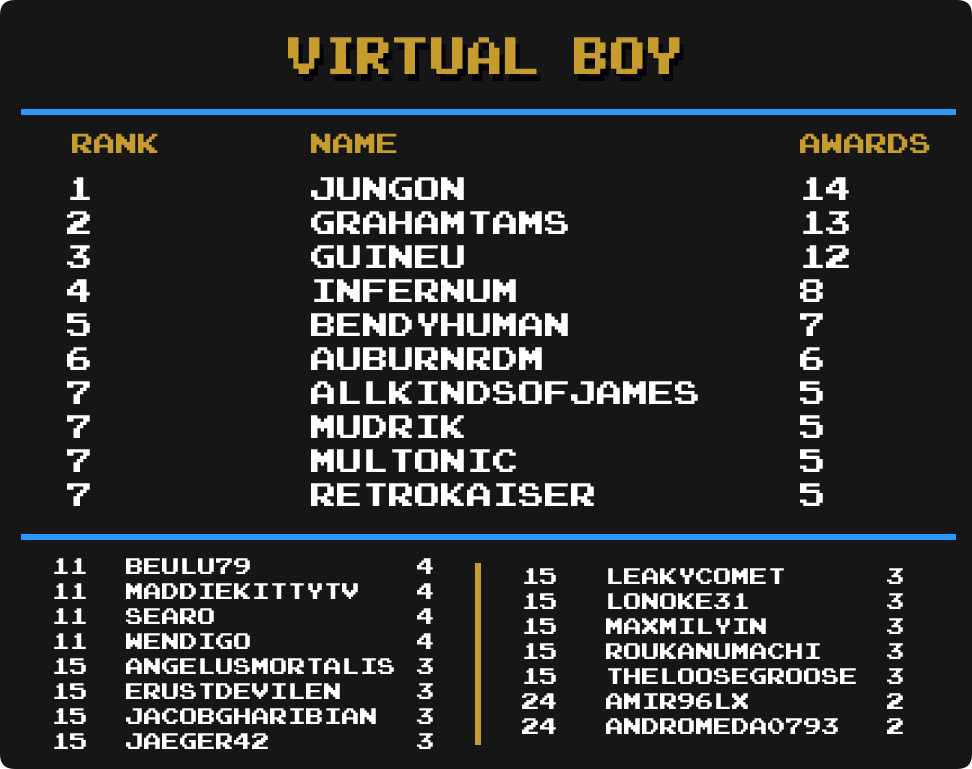 VIRTUAL BOY
RANK NAME AWARDS
1 JUNGON 14
2 GRAHAMTAMS 13
3 GUINEU 12
4 INFERNUM 8
5 BENDYHUMAN 7
6 AUBURNRDM 6
7 ALLKINDSOFJAMES 5
7 MUDRIK 5
7 MULTONIC 5
7 RETROKAISER 5
11 BEULU79 4
11 MADDIEKITTYTV 4
11 SEARO 4
11 WENDIGO 4
15 ANGELUSMORTALIS 3
15 ERUSTDEVILEN 3
15 JACOBGHARIBIAN 3
15 JAEGER42 3
15 LEAKYCOMET 3
15 LONOKE31 3
15 MAXMILYIN 3
15 ROUKANUMACHI 3
15 THELOOSEGROOSE 3
24 AMIR96LX 2
24 ANDROMEDA0793 2